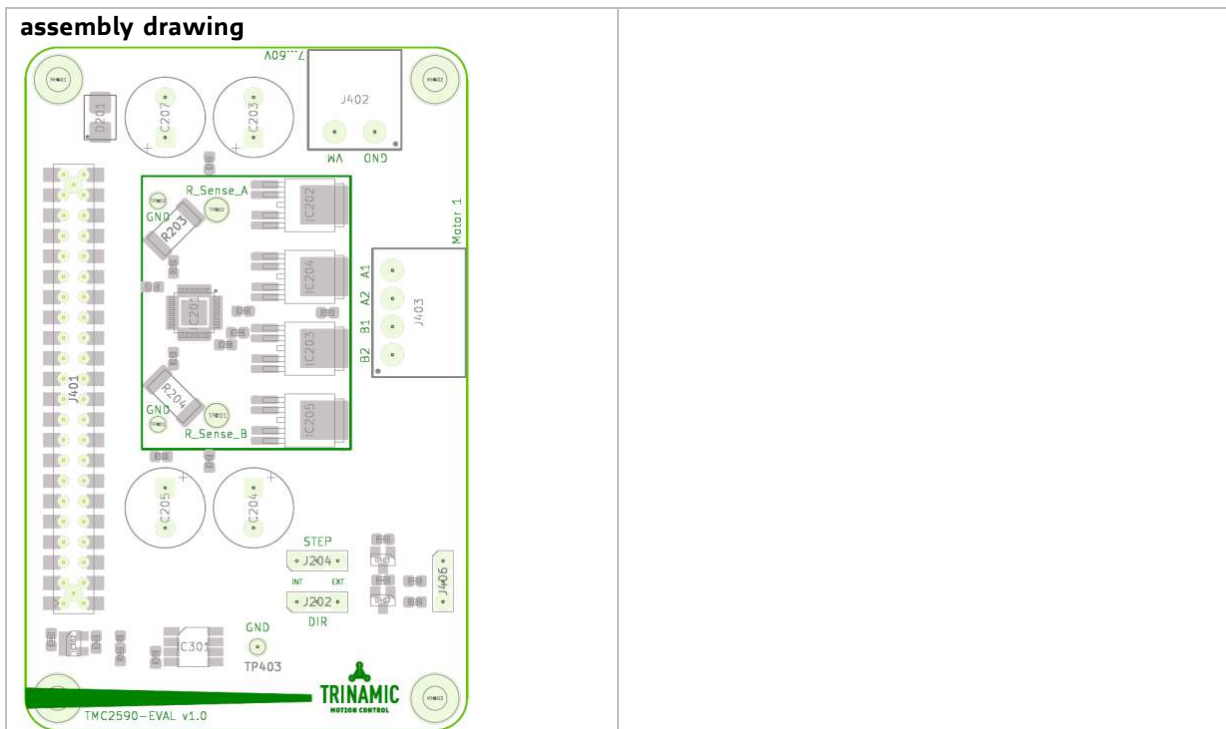 assembly drawing
7...60V
J402
D201
C207
C203
VM
GND
R_Sense_A
IC202
GND
R203
Motor 1
IC204
A1
A2
J403
IC201
B1
IC203
B2
J401
R204
GND
IC205
R_Sense_B
C205
C204
STEP
J204
INT
EXT
J406
J202
DIR
GND
IC301
TP403
TRINAMIC
MOTION CONTROL
TMC2590-EVAL v1.0